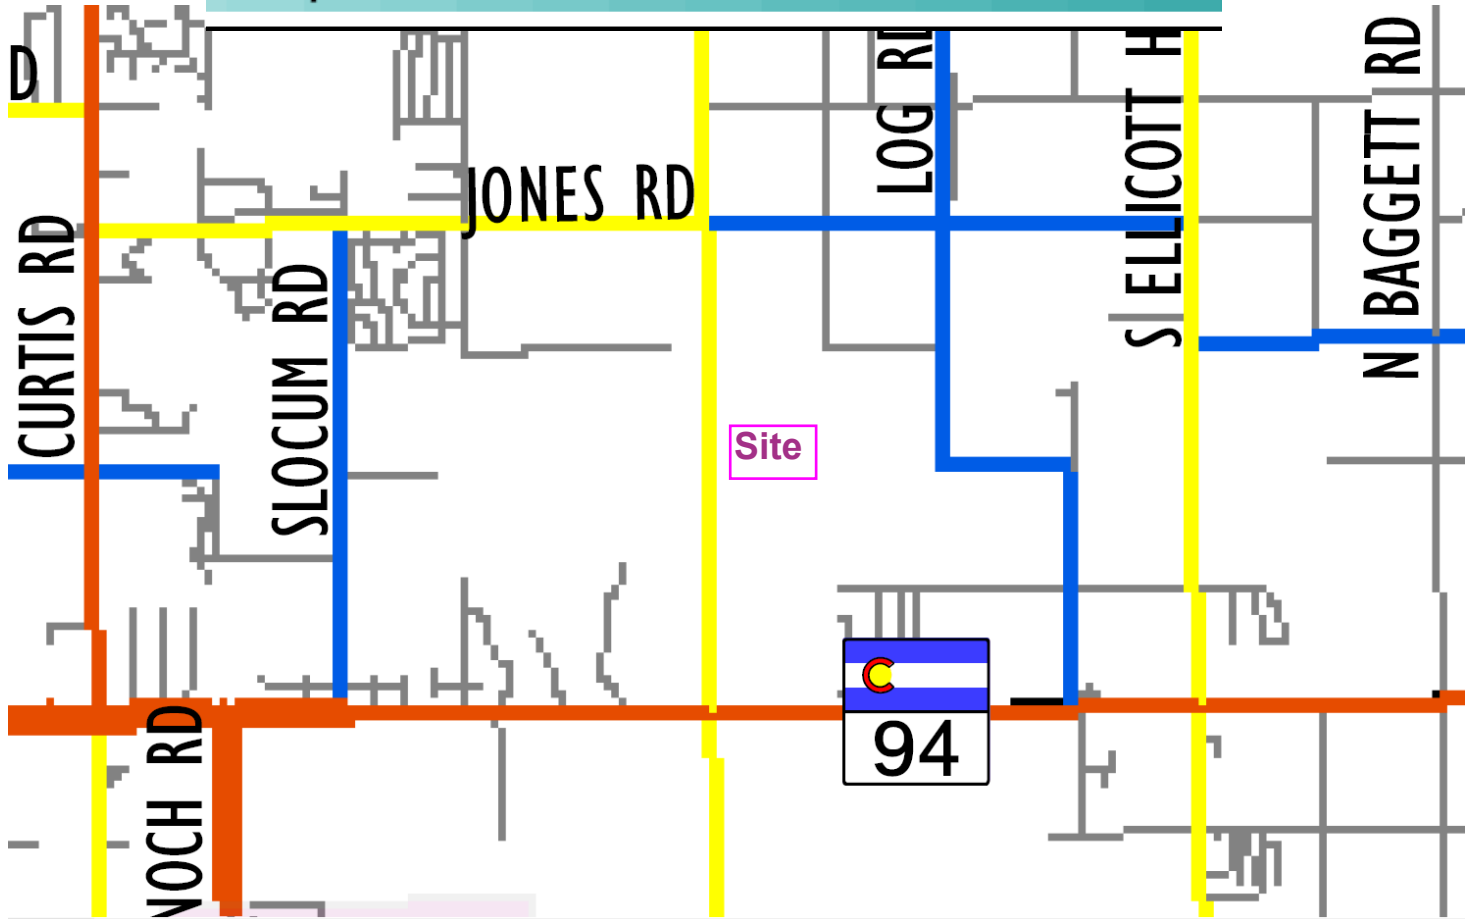 D
CURTIS RD
SLOCUM RD
JONES RD
LOG RD
S ELLICOTT H
N BAGGETT RD
Site
94
NOCH RD